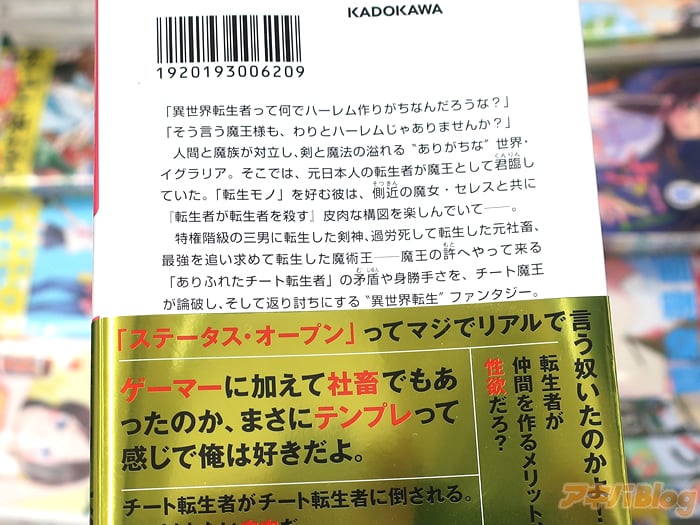 KADOKAWA
1920193006209
「異世界転生者って何でハーレム作りがちなんだろうな?」
「そう言う魔王様も、わりとハーレムじゃありませんか?」
人間と魔族が対立し、剣と魔法の溢れる〝ありがちな〟世界・
イグラリア。そこでは、元日本人の転生者が魔王として君臨し
ていた。「転生モノ」を好む彼は、側近の魔女・セレスと共に
『転生者が転生者を殺す』皮肉な構図を楽しんでいて――。
特権階級の三男に転生した剣神、過労死して転生した元社畜、
最強を追い求めて転生した魔術王――魔王の許へやって来る
「ありふれたチート転生者」の矛盾や身勝手さを、チート魔王
が論破し、そして返り討ちにする〝異世界転生〟ファンタジー。
「ステータス・オープン」ってマジでリアルで
言う奴いたのかよ!
ゲーマーに加えて社畜でもあ
ったのか、まさにテンプレって
感じで俺は好きだよ。
転生者が
仲間を作るメリット
性欲だろ?
チート転生者がチート転生者に倒される。
アキバBlog